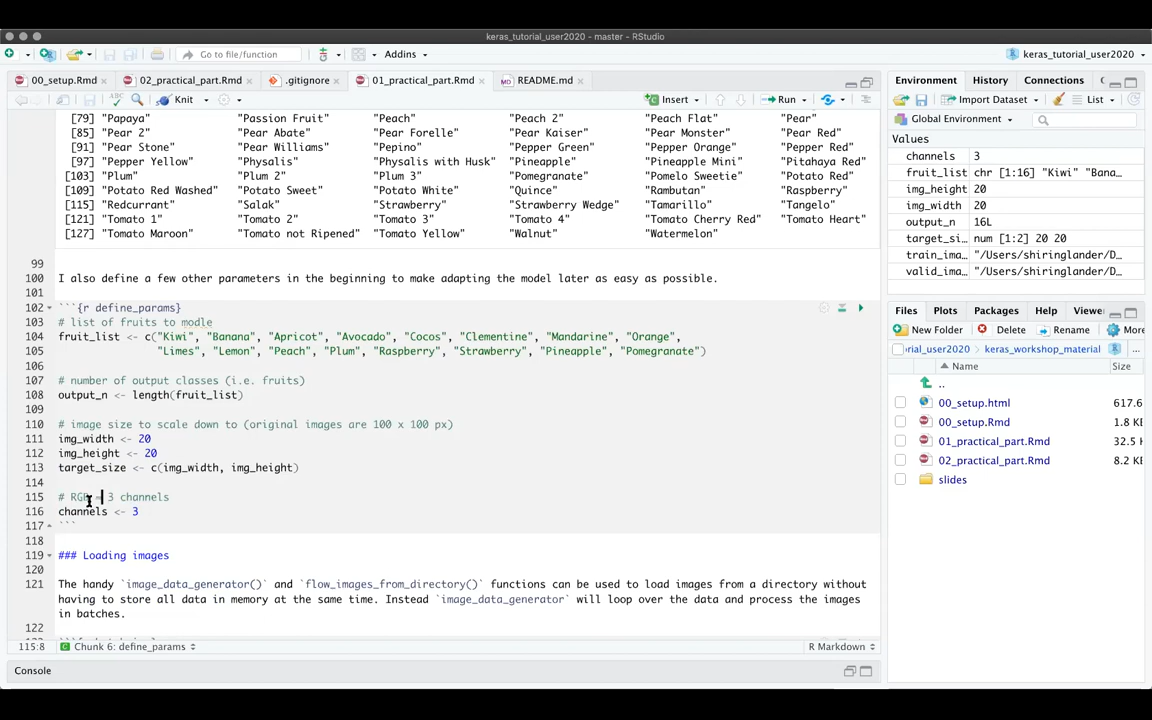 keras_tutorial_user2020 - master - RStudio
Go to file/function
Addins
keras_tutorial_user2020
00_setup.Rmd
02_practical_part.Rmd
.gitignore
01_practical_part.Rmd
README.md
Knit
Insert
Run
[79] "Papaya" "Passion Fruit" "Peach" "Peach 2" "Peach Flat" "Pear"
[85] "Pear 2" "Pear Abate" "Pear Forelle" "Pear Kaiser" "Pear Monster" "Pear Red"
[91] "Pear Stone" "Pear Williams" "Pepino" "Pepper Green" "Pepper Orange" "Pepper Red"
[97] "Pepper Yellow" "Physalis" "Physalis with Husk" "Pineapple" "Pineapple Mini" "Pitahaya Red"
[103] "Plum" "Plum 2" "Plum 3" "Pomegranate" "Pomelo Sweetie" "Potato Red"
[109] "Potato Red Washed" "Potato Sweet" "Potato White" "Quince" "Rambutan" "Raspberry"
[115] "Redcurrant" "Salak" "Strawberry" "Strawberry Wedge" "Tamarillo" "Tangelo"
[121] "Tomato 1" "Tomato 2" "Tomato 3" "Tomato 4" "Tomato Cherry Red" "Tomato Heart"
[127] "Tomato Maroon" "Tomato not Ripened" "Tomato Yellow" "Walnut" "Watermelon"
99
100 I also define a few other parameters in the beginning to make adapting the model later as easy as possible.
101
102 ```{r define_params}
103 # list of fruits to modle
104 fruit_list <- c("Kiwi", "Banana", "Apricot", "Avocado", "Cocos", "Clementine", "Mandarine", "Orange",
105 "Limes", "Lemon", "Peach", "Plum", "Raspberry", "Strawberry", "Pineapple", "Pomegranate")
106
107 # number of output classes (i.e. fruits)
108 output_n <- length(fruit_list)
109
110 # image size to scale down to (original images are 100 x 100 px)
111 img_width <- 20
112 img_height <- 20
113 target_size <- c(img_width, img_height)
114
115 # RGB = 3 channels
116 channels <- 3
117 ```
118
119 ### Loading images
120
121 The handy `image_data_generator()` and `flow_images_from_directory()` functions can be used to load images from a directory without
having to store all data in memory at the same time. Instead `image_data_generator` will loop over the data and process the images
in batches.
122
115:8 Chunk 6: define_params R Markdown
Console
Environment History Connections
Import Dataset List
Global Environment
Values
channels 3
fruit_list chr [1:16] "Kiwi" "Bana…
img_height 20
img_width 20
output_n 16L
target_si… num [1:2] 20 20
train_ima… "/Users/shiringlander/D…
valid_ima… "/Users/shiringlander/D…
Files Plots Packages Help Viewer
New Folder Delete Rename More
rial_user2020 keras_workshop_material ...
Name Size
..
00_setup.html 617.6
00_setup.Rmd 1.8 KE
01_practical_part.Rmd 32.5 K
02_practical_part.Rmd 8.2 KE
slides